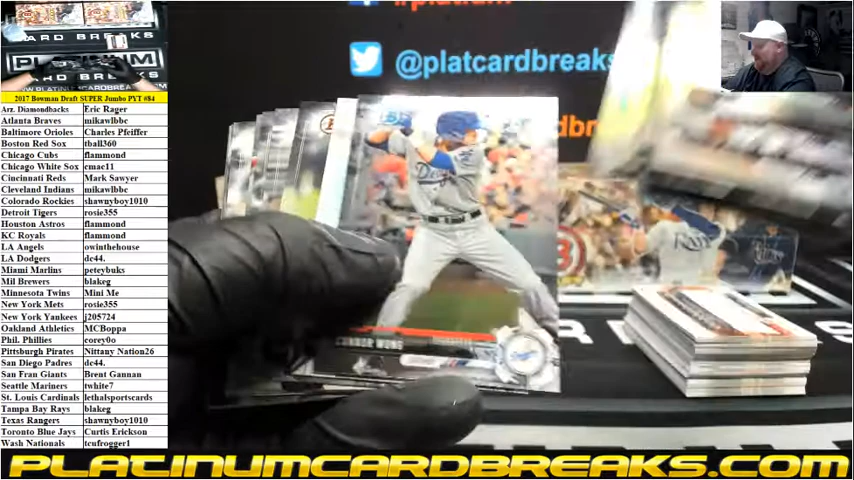 #platinum
@platcardbreaks
2017 Bowman Draft SUPER Jumbo PYT #84
Arz. Diamondbacks Eric Rager
Atlanta Braves mikawlbbc
Baltimore Orioles Charles Pfeiffer
Boston Red Sox tball360
Chicago Cubs flammond
Chicago White Sox cmac11
Cincinnati Reds Mark Sawyer
Cleveland Indians mikawlbbc
Colorado Rockies shawnyboy1010
Detroit Tigers rosie355
Houston Astros flammond
KC Royals flammond
LA Angels owinthehouse
LA Dodgers dc44.
Miami Marlins peteybuks
Mil Brewers blakeg
Minnesota Twins Mini Me
New York Mets rosie355
New York Yankees j205724
Oakland Athletics MCBoppa
Phil. Phillies corey0o
Pittsburgh Pirates Nittany Nation26
San Diego Padres dc44.
San Fran Giants Brent Gannan
Seattle Mariners twhite7
St. Louis Cardinals lethalsportscards
Tampa Bay Rays blakeg
Texas Rangers shawnyboy1010
Toronto Blue Jays Curtis Erickson
Wash Nationals tcufrogger1
CARD BREAKS
PLATINUM
Dodgers
CONNOR WONG
Rays
PLATINUMCARDBREAKS.COM